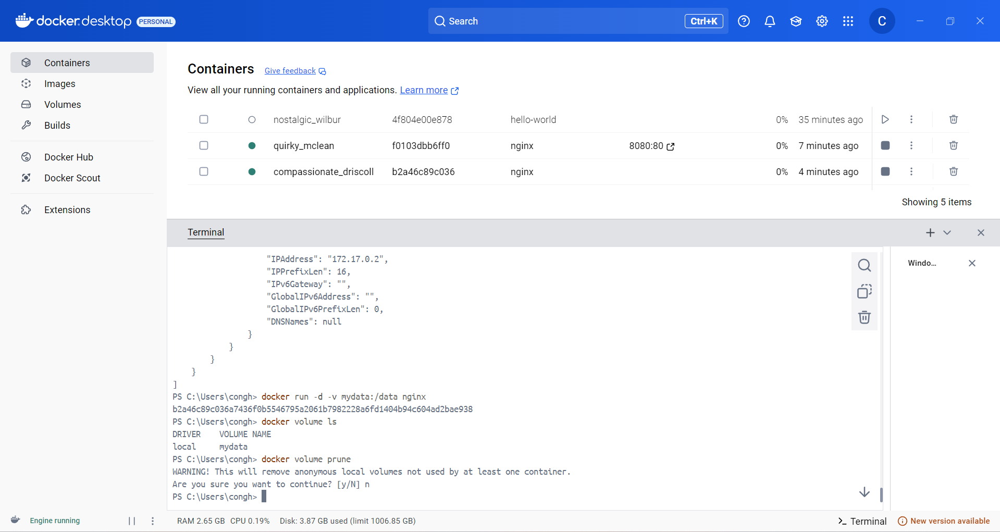 docker.desktop PERSONAL
Search Ctrl+K
C
Containers
Images
Volumes
Builds
Docker Hub
Docker Scout
Extensions
Containers Give feedback
View all your running containers and applications. Learn more
nostalgic_wilbur 4f804e00e878 hello-world 0% 35 minutes ago
quirky_mclean f0103dbb6ff0 nginx 8080:80 0% 7 minutes ago
compassionate_driscoll b2a46c89c036 nginx 0% 4 minutes ago
Showing 5 items
Terminal
Windo...
"IPAddress": "172.17.0.2",
"IPPrefixLen": 16,
"IPv6Gateway": "",
"GlobalIPv6Address": "",
"GlobalIPv6PrefixLen": 0,
"DNSNames": null
}
}
}
}
]
PS C:\Users\congh> docker run -d -v mydata:/data nginx
b2a46c89c036a7436f0b5546795a2061b7982228a6fd1404b94c604ad2bae938
PS C:\Users\congh> docker volume ls
DRIVER VOLUME NAME
local mydata
PS C:\Users\congh> docker volume prune
WARNING! This will remove anonymous local volumes not used by at least one container.
Are you sure you want to continue? [y/N] n
PS C:\Users\congh>
Engine running
RAM 2.65 GB CPU 0.19% Disk: 3.87 GB used (limit 1006.85 GB)
Terminal
New version available